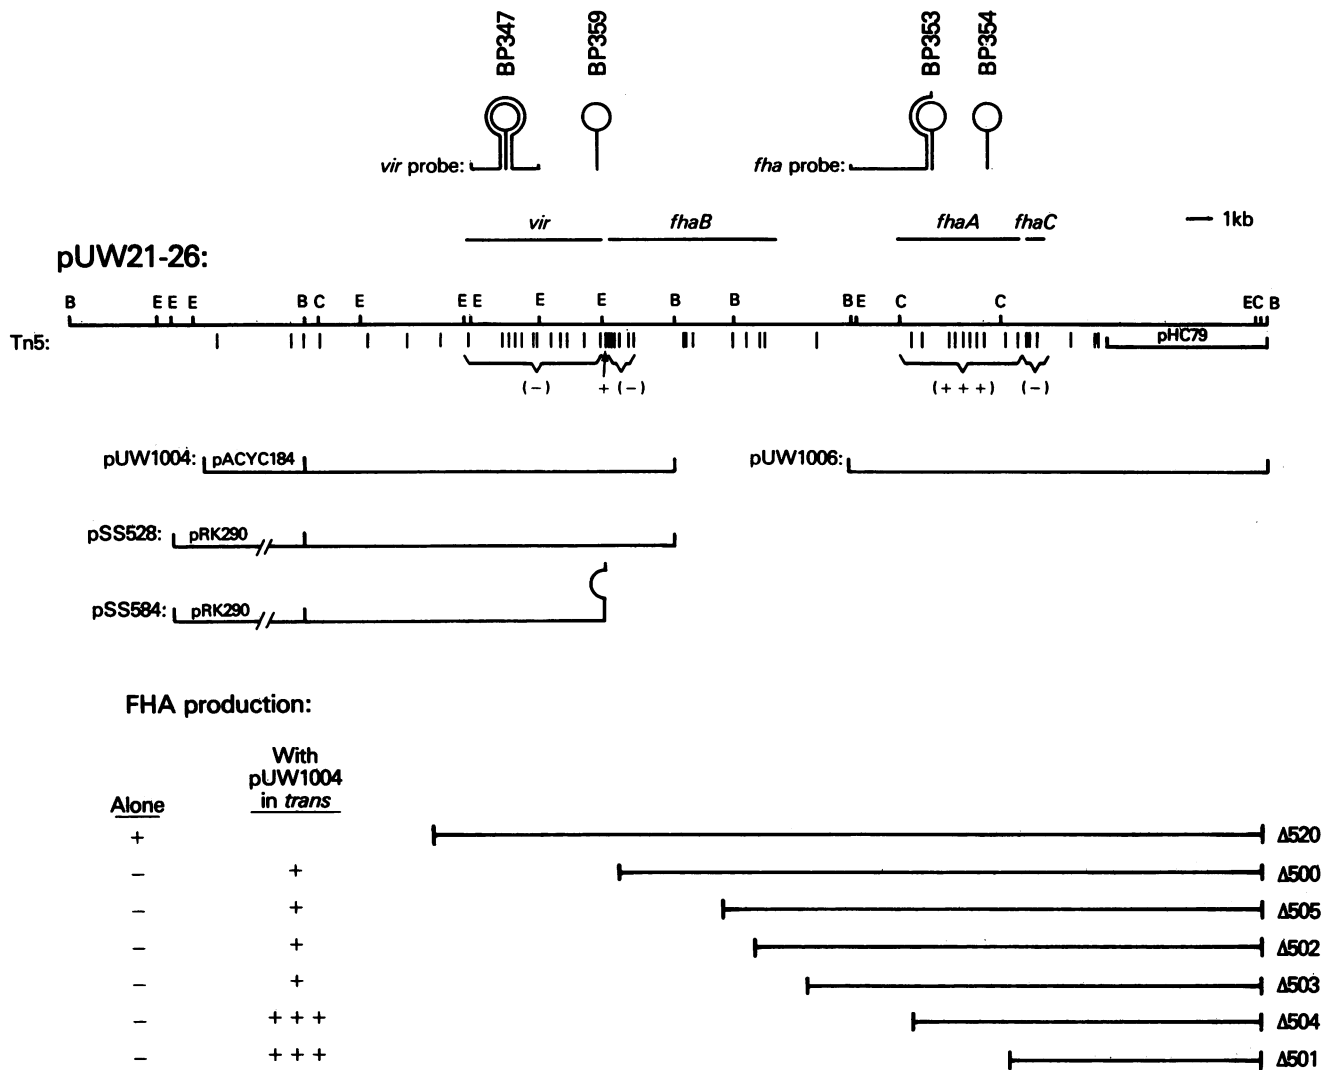 BP347
BP359
BP353
BP354
vir probe:
fha probe:
vir
fhaB
fhaA
fhaC
1kb
pUW21-26:
B E E E B C E E E E E B B B E C C E C B
Tn5:
pHC79
(-) + (-) (+ + +) (-)
pUW1004: pACYC184
pUW1006:
pSS528: pRK290
pSS584: pRK290
FHA production:
With
pUW1004
Alone in trans
+ Δ520
- + Δ500
- + Δ505
- + Δ502
- + Δ503
- + + + Δ504
- + + + Δ501